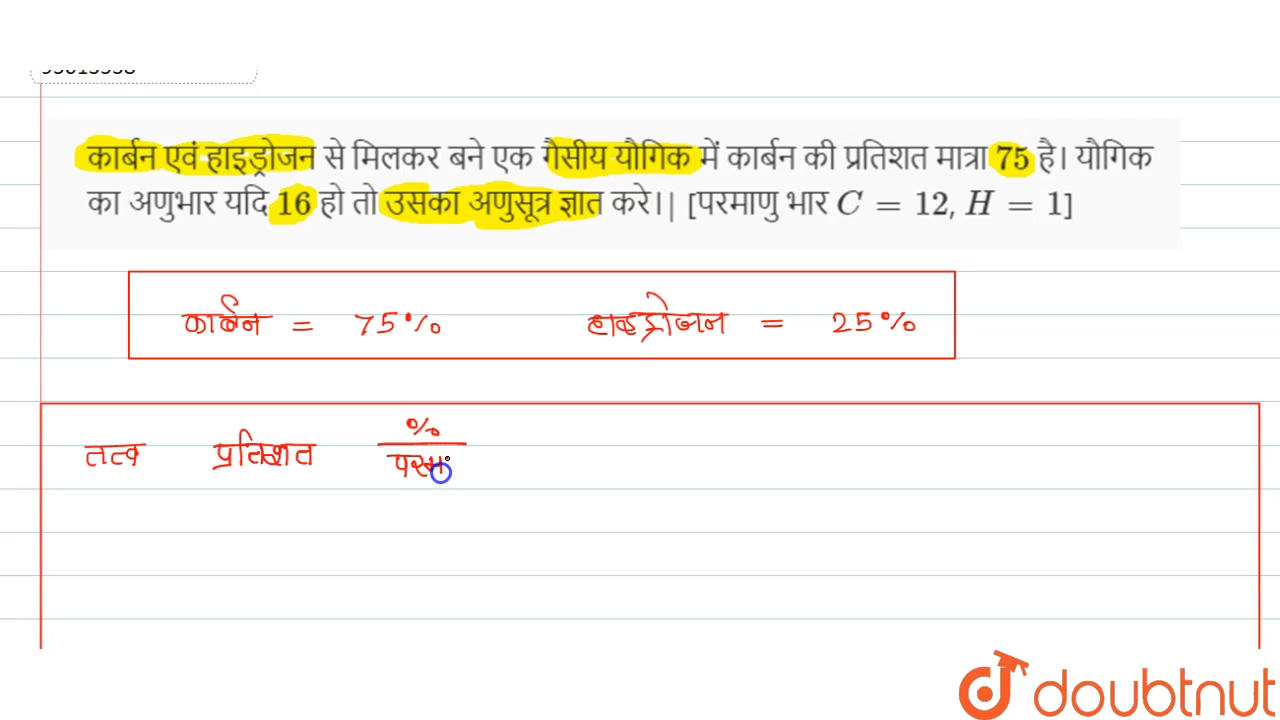 कार्बन एवं हाइड्रोजन से मिलकर बने एक गैसीय यौगिक में कार्बन की प्रतिशत मात्रा 75 है। यौगिक
का अणुभार यदि 16 हो तो उसका अणुसूत्र ज्ञात करे।| [परमाणु भार C = 12, H = 1]
कार्बन = 75% हाइड्रोजन = 25%
तत्व प्रतिशत %
doubtnut